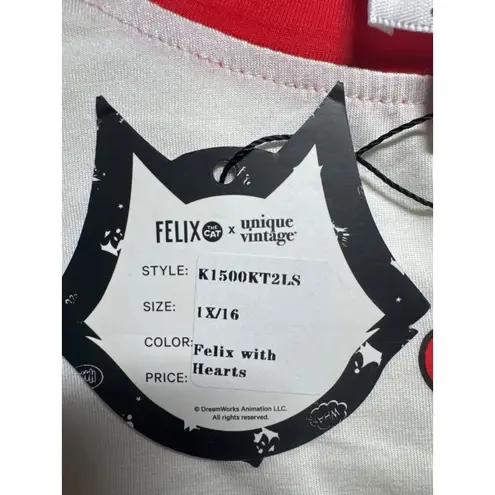 FELIX THE CAT x unique vintage
STYLE: K1500KT2LS
SIZE: 1X/16
COLOR: Felix with
Hearts
PRICE:
© DreamWorks Animation LLC.
All rights reserved.